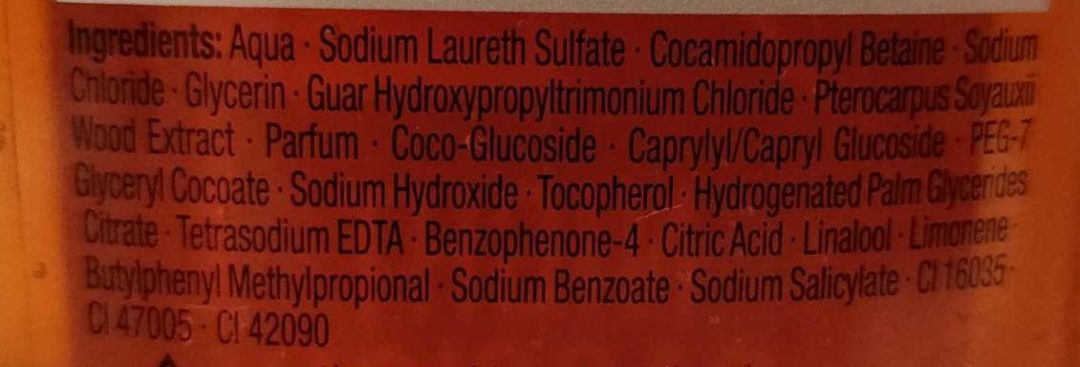 Ingredients: Aqua · Sodium Laureth Sulfate · Cocamidopropyl Betaine · Sodium
Chloride · Glycerin · Guar Hydroxypropyltrimonium Chloride · Pterocarpus Soyauxii
Wood Extract · Parfum · Coco-Glucoside · Caprylyl/Capryl Glucoside · PEG-7
Glyceryl Cocoate · Sodium Hydroxide · Tocopherol · Hydrogenated Palm Glycerides
Citrate · Tetrasodium EDTA · Benzophenone-4 · Citric Acid · Linalool · Limonene ·
Butylphenyl Methylpropional · Sodium Benzoate · Sodium Salicylate · CI 16035 ·
CI 47005 · CI 42090